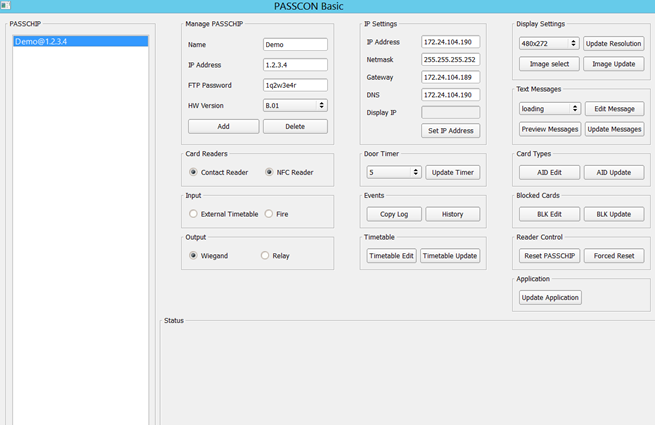 PASSCON Basic
PASSCHIP
Demo@1.2.3.4
Manage PASSCHIP
Name
Demo
IP Address
1.2.3.4
FTP Password
1q2w3e4r
HW Version
8.01
Add
Delete
Card Readers
Contact Reader
NFC Reader
Input
External Timetable
Fire
Output
Wiegand
Relay
IP Settings
IP Address
172.24.104.190
Netmask
255.255.255.252
Gateway
172.24.104.189
DNS
172.24.104.190
Display IP
Set IP Address
Door Timer
5
Update Timer
Events
Copy Log
History
Timetable
Timetable Edit
Timetable Update
Display Settings
480x272
Update Resolution
Image select
Image Update
Text Messages
loading
Edit Message
Preview Messages
Update Messages
Card Types
AID Edit
AID Update
Blocked Cards
BLK Edit
BLK Update
Reader Control
Reset PASSCHIP
Forced Reset
Application
Update Application
Status